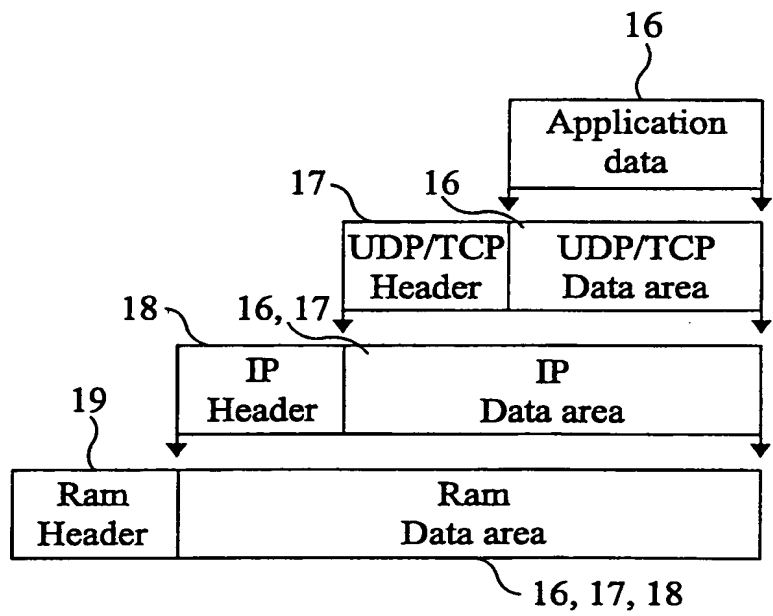 16
Application
data
17
16
UDP/TCP
Header
UDP/TCP
Data area
18
16, 17
IP
Header
IP
Data area
19
Ram
Header
Ram
Data area
16, 17, 18